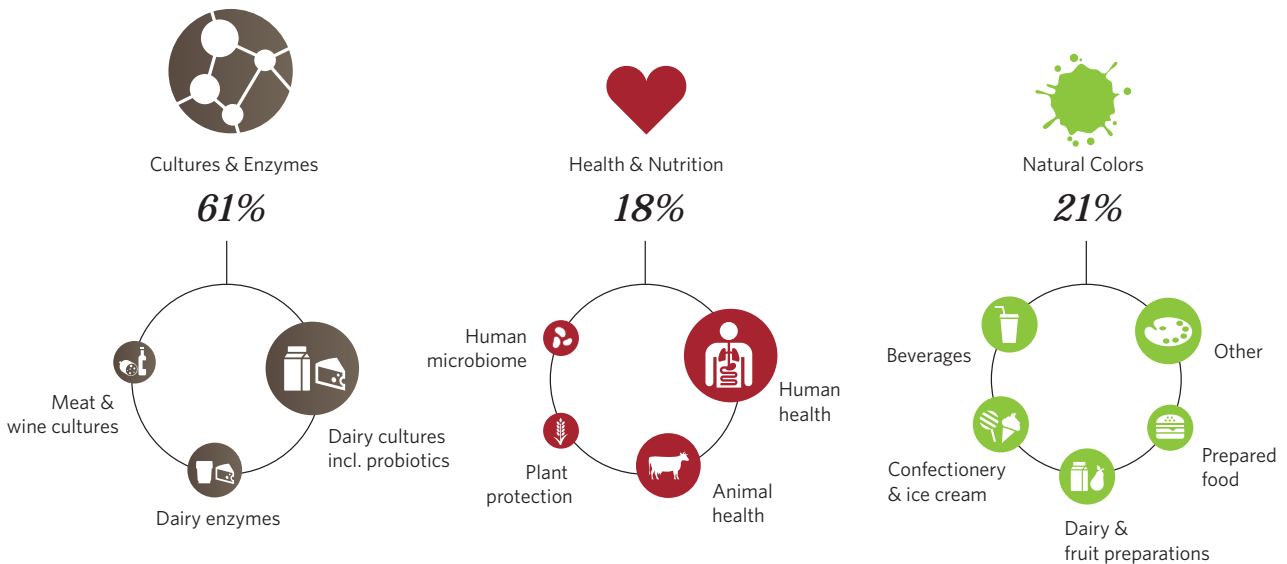 Cultures & Enzymes
61%
Meat &
wine cultures
Dairy cultures
incl. probiotics
Dairy enzymes
Health & Nutrition
18%
Human
microbiome
Human
health
Plant
protection
Animal
health
Natural Colors
21%
Beverages
Other
Confectionery
& ice cream
Prepared
food
Dairy &
fruit preparations